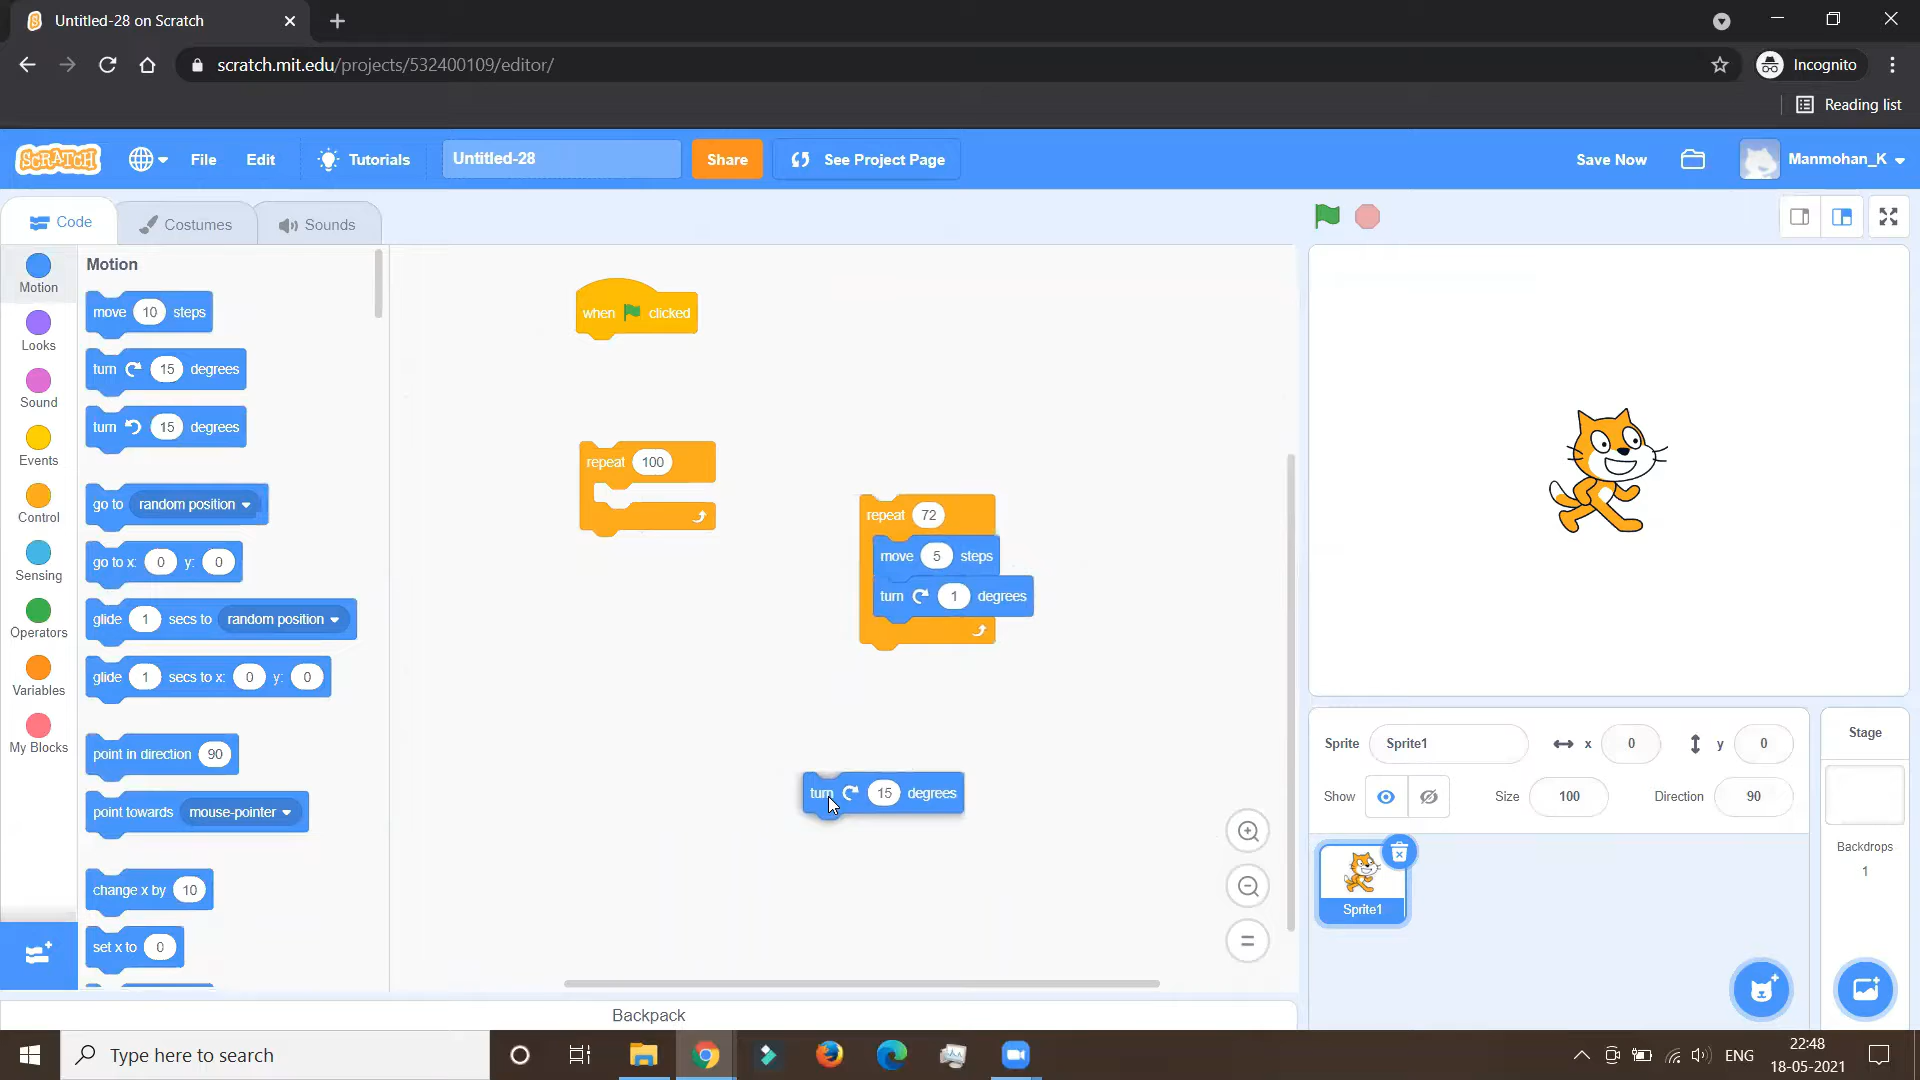 Untitled-28 on Scratch
scratch.mit.edu/projects/532400109/editor/
Incognito
Reading list
SCRATCH
File
Edit
Tutorials
Untitled-28
Share
See Project Page
Save Now
Manmohan_K
Code
Costumes
Sounds
Motion
Looks
Sound
Events
Control
Sensing
Operators
Variables
My Blocks
Motion
move 10 steps
turn 15 degrees
turn 15 degrees
go to random position
go to x: 0 y: 0
glide 1 secs to random position
glide 1 secs to x: 0 y: 0
point in direction 90
point towards mouse-pointer
change x by 10
set x to 0
when clicked
repeat 100
repeat 72
move 5 steps
turn 1 degrees
turn 15 degrees
Backpack
Sprite Sprite1 x 0 y 0
Show Size 100 Direction 90
Sprite1
Stage
Backdrops
1
Type here to search
ENG
22:48
18-05-2021